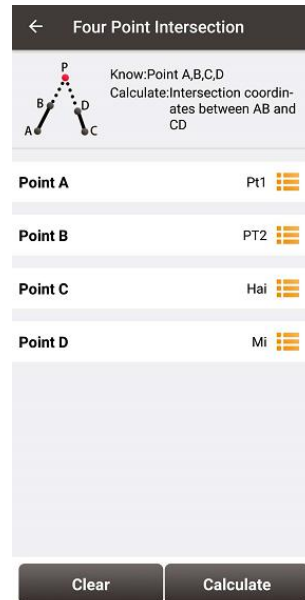 ← Four Point Intersection
P
B
D
A
C
Know:Point A,B,C,D
Calculate:Intersection coordin-
ates between AB and
CD
Point A Pt1
Point B PT2
Point C Hai
Point D Mi
Clear Calculate